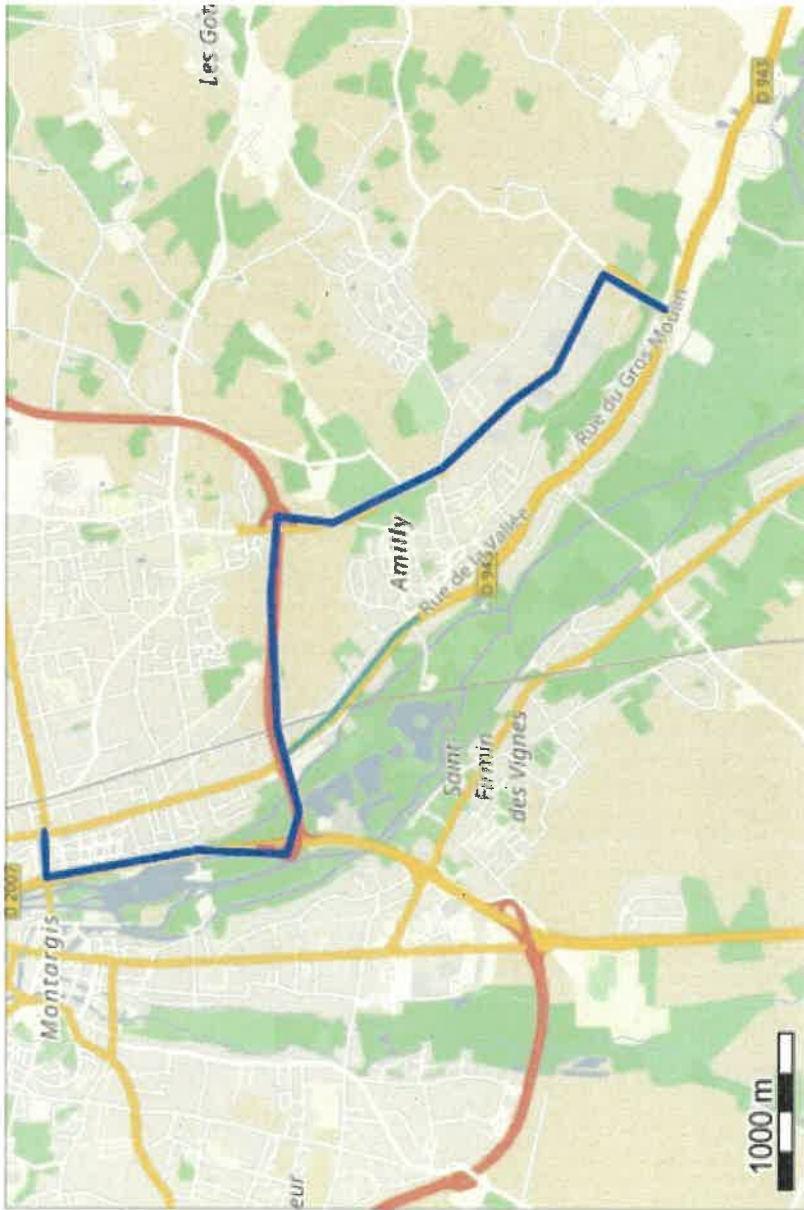 Les Got
D 943
Rue du Gros Moulin
Amilly
Rue de la Vallée
D 943
Saint
Firmin
des Vignes
D 2007
Montargis
eur
1000 m